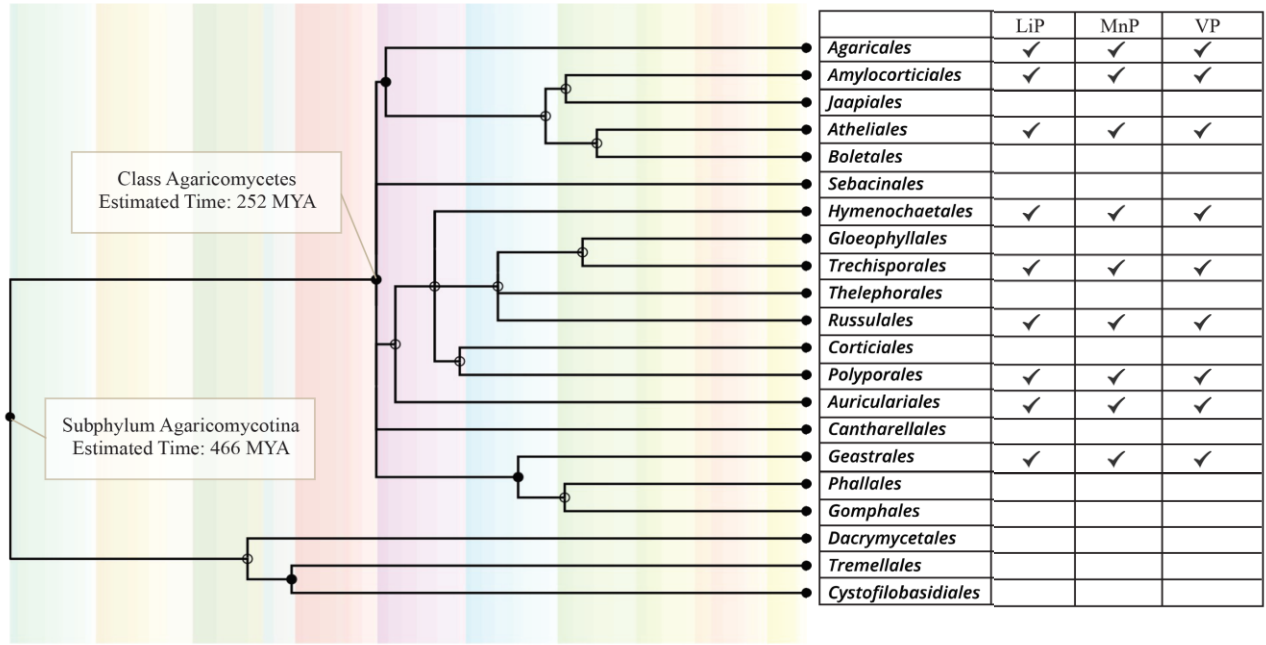 LiP MnP VP
Agaricales ✓ ✓ ✓
Amylocorticiales ✓ ✓ ✓
Jaapiales
Atheliales ✓ ✓ ✓
Boletales
Class Agaricomycetes
Estimated Time: 252 MYA
Sebacinales
Hymenochaetales ✓ ✓ ✓
Gloeophyllales
Trechisporales ✓ ✓ ✓
Thelephorales
Russulales ✓ ✓ ✓
Corticiales
Polyporales ✓ ✓ ✓
Auriculariales ✓ ✓ ✓
Subphylum Agaricomycotina
Estimated Time: 466 MYA
Cantharellales
Geastrales ✓ ✓ ✓
Phallales
Gomphales
Dacrymycetales
Tremellales
Cystofilobasidiales